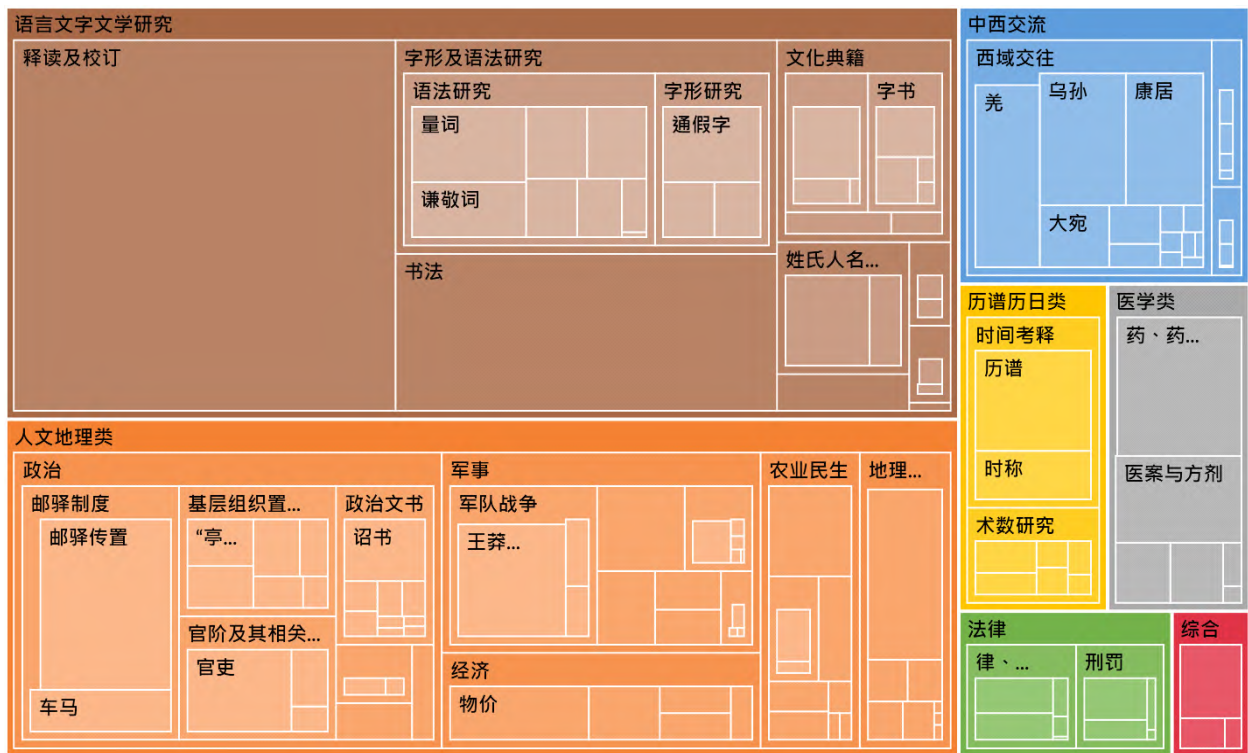 语言文字文学研究
释读及校订
字形及语法研究
语法研究
量词
谦敬词
字形研究
通假字
书法
文化典籍
字书
姓氏人名...
中西交流
西域交往
羌
乌孙
康居
大宛
历谱历日类
时间考释
历谱
时称
术数研究
医学类
药、药...
医案与方剂
人文地理类
政治
邮驿制度
邮驿传置
车马
基层组织置...
“亭...
官阶及其相关...
官吏
政治文书
诏书
军事
军队战争
王莽...
经济
物价
农业民生
地理...
法律
律、...
刑罚
综合